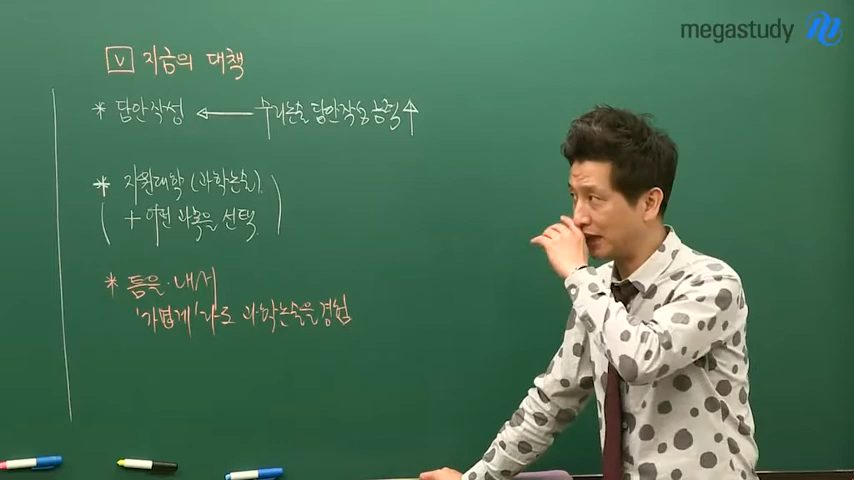 megastudy
V 지금의 대책
* 답안작성 ← 수리논술 답안작성 능력 ↑
* 지원대학 (과학논술)
+ 어떤 과목을 선택
* 틈을 내서
'가볍게'라도 과학논술을 경험